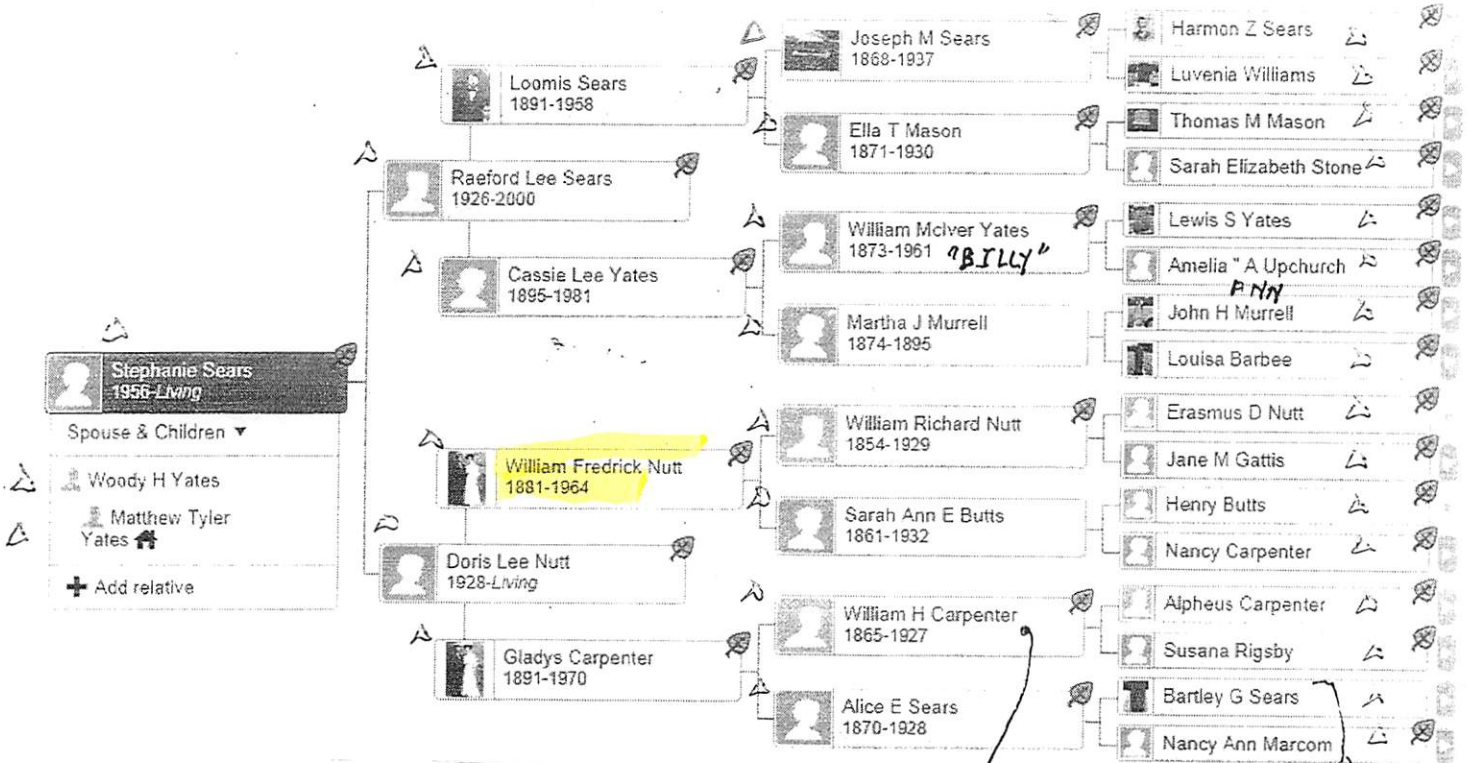 Stephanie Sears
1956-Living
Spouse & Children ▼
Woody H Yates
Matthew Tyler
Yates
Add relative
Raeford Lee Sears
1926-2000
Doris Lee Nutt
1928-Living
Loomis Sears
1891-1958
Cassie Lee Yates
1895-1981
William Fredrick Nutt
1881-1964
Gladys Carpenter
1891-1970
Joseph M Sears
1868-1937
Ella T Mason
1871-1930
William McIver Yates
1873-1961 "BILLY"
Martha J Murrell
1874-1895
William Richard Nutt
1854-1929
Sarah Ann E Butts
1861-1932
William H Carpenter
1865-1927
Alice E Sears
1870-1928
Harmon Z Sears
Luvenia Williams
Thomas M Mason
Sarah Elizabeth Stone
Lewis S Yates
Amelia " A Upchurch
ANN
John H Murrell
Louisa Barbee
Erasmus D Nutt
Jane M Gattis
Henry Butts
Nancy Carpenter
Alpheus Carpenter
Susana Rigsby
Bartley G Sears
Nancy Ann Marcom